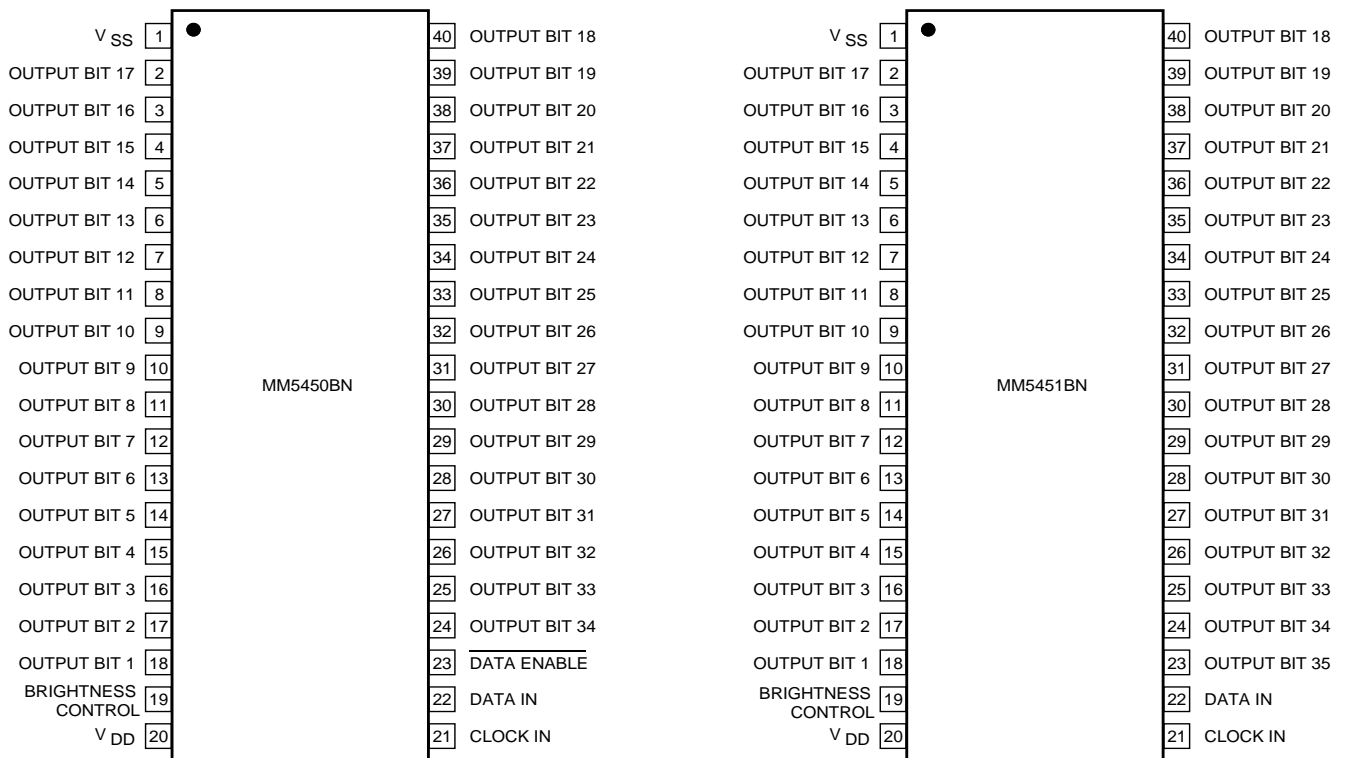 V SS 1 40 OUTPUT BIT 18
OUTPUT BIT 17 2 39 OUTPUT BIT 19
OUTPUT BIT 16 3 38 OUTPUT BIT 20
OUTPUT BIT 15 4 37 OUTPUT BIT 21
OUTPUT BIT 14 5 36 OUTPUT BIT 22
OUTPUT BIT 13 6 35 OUTPUT BIT 23
OUTPUT BIT 12 7 34 OUTPUT BIT 24
OUTPUT BIT 11 8 33 OUTPUT BIT 25
OUTPUT BIT 10 9 32 OUTPUT BIT 26
OUTPUT BIT 9 10 31 OUTPUT BIT 27
MM5450BN
OUTPUT BIT 8 11 30 OUTPUT BIT 28
OUTPUT BIT 7 12 29 OUTPUT BIT 29
OUTPUT BIT 6 13 28 OUTPUT BIT 30
OUTPUT BIT 5 14 27 OUTPUT BIT 31
OUTPUT BIT 4 15 26 OUTPUT BIT 32
OUTPUT BIT 3 16 25 OUTPUT BIT 33
OUTPUT BIT 2 17 24 OUTPUT BIT 34
OUTPUT BIT 1 18 23 DATA ENABLE
BRIGHTNESS
CONTROL 19 22 DATA IN
V DD 20 21 CLOCK IN
V SS 1 40 OUTPUT BIT 18
OUTPUT BIT 17 2 39 OUTPUT BIT 19
OUTPUT BIT 16 3 38 OUTPUT BIT 20
OUTPUT BIT 15 4 37 OUTPUT BIT 21
OUTPUT BIT 14 5 36 OUTPUT BIT 22
OUTPUT BIT 13 6 35 OUTPUT BIT 23
OUTPUT BIT 12 7 34 OUTPUT BIT 24
OUTPUT BIT 11 8 33 OUTPUT BIT 25
OUTPUT BIT 10 9 32 OUTPUT BIT 26
OUTPUT BIT 9 10 31 OUTPUT BIT 27
MM5451BN
OUTPUT BIT 8 11 30 OUTPUT BIT 28
OUTPUT BIT 7 12 29 OUTPUT BIT 29
OUTPUT BIT 6 13 28 OUTPUT BIT 30
OUTPUT BIT 5 14 27 OUTPUT BIT 31
OUTPUT BIT 4 15 26 OUTPUT BIT 32
OUTPUT BIT 3 16 25 OUTPUT BIT 33
OUTPUT BIT 2 17 24 OUTPUT BIT 34
OUTPUT BIT 1 18 23 OUTPUT BIT 35
BRIGHTNESS
CONTROL 19 22 DATA IN
V DD 20 21 CLOCK IN